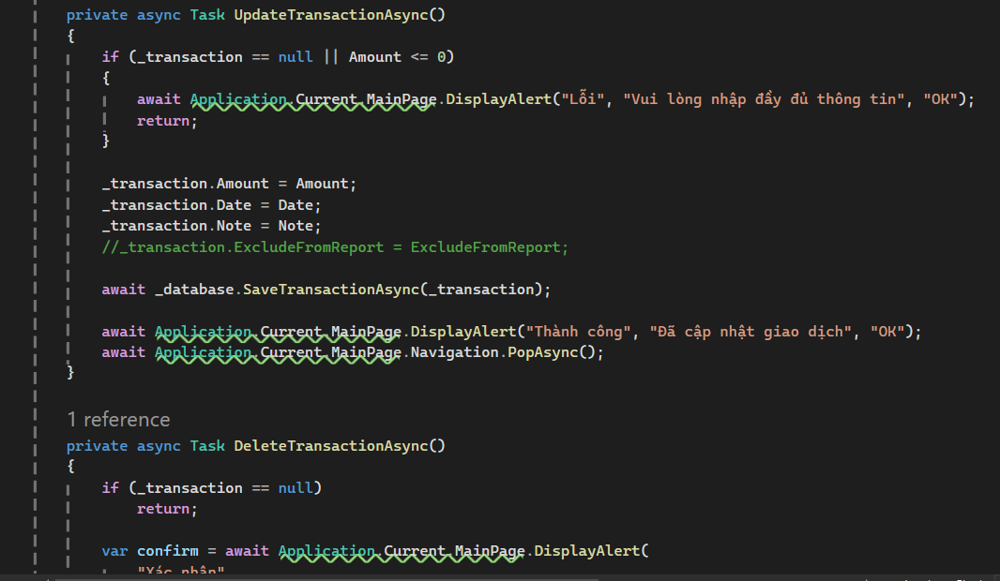 private async Task UpdateTransactionAsync()
{
if (_transaction == null || Amount <= 0)
{
await Application.Current.MainPage.DisplayAlert("Lỗi", "Vui lòng nhập đầy đủ thông tin", "OK");
return;
}
_transaction.Amount = Amount;
_transaction.Date = Date;
_transaction.Note = Note;
//_transaction.ExcludeFromReport = ExcludeFromReport;
await _database.SaveTransactionAsync(_transaction);
await Application.Current.MainPage.DisplayAlert("Thành công", "Đã cập nhật giao dịch", "OK");
await Application.Current.MainPage.Navigation.PopAsync();
}
1 reference
private async Task DeleteTransactionAsync()
{
if (_transaction == null)
return;
var confirm = await Application.Current.MainPage.DisplayAlert(
"Xác nhận"